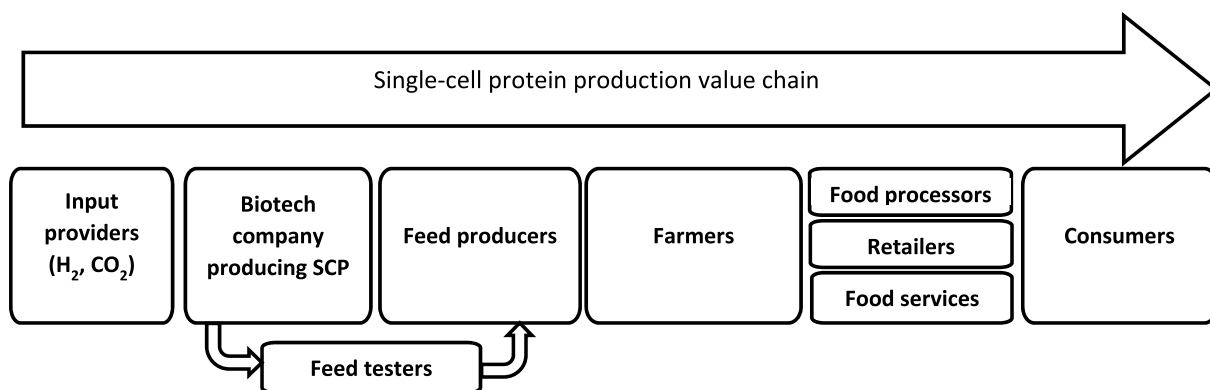 Single-cell protein production value chain
Input
providers
(H₂, CO₂)
Biotech
company
producing SCP
Feed producers
Farmers
Food processors
Retailers
Food services
Consumers
Feed testers